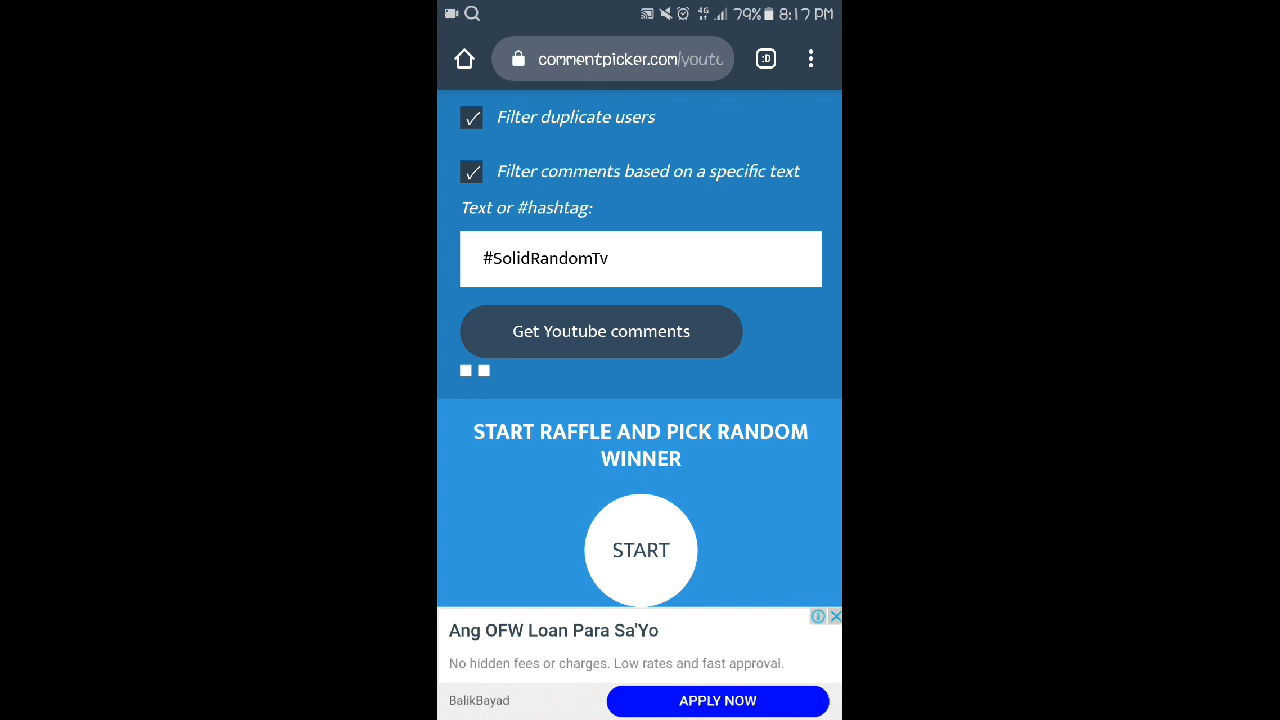 4G 79% 8:17 PM
commentpicker.com/youtu
:D
Filter duplicate users
Filter comments based on a specific text
Text or #hashtag:
#SolidRandomTv
Get Youtube comments
START RAFFLE AND PICK RANDOM
WINNER
START
Ang OFW Loan Para Sa'Yo
No hidden fees or charges. Low rates and fast approval.
BalikBayad
APPLY NOW